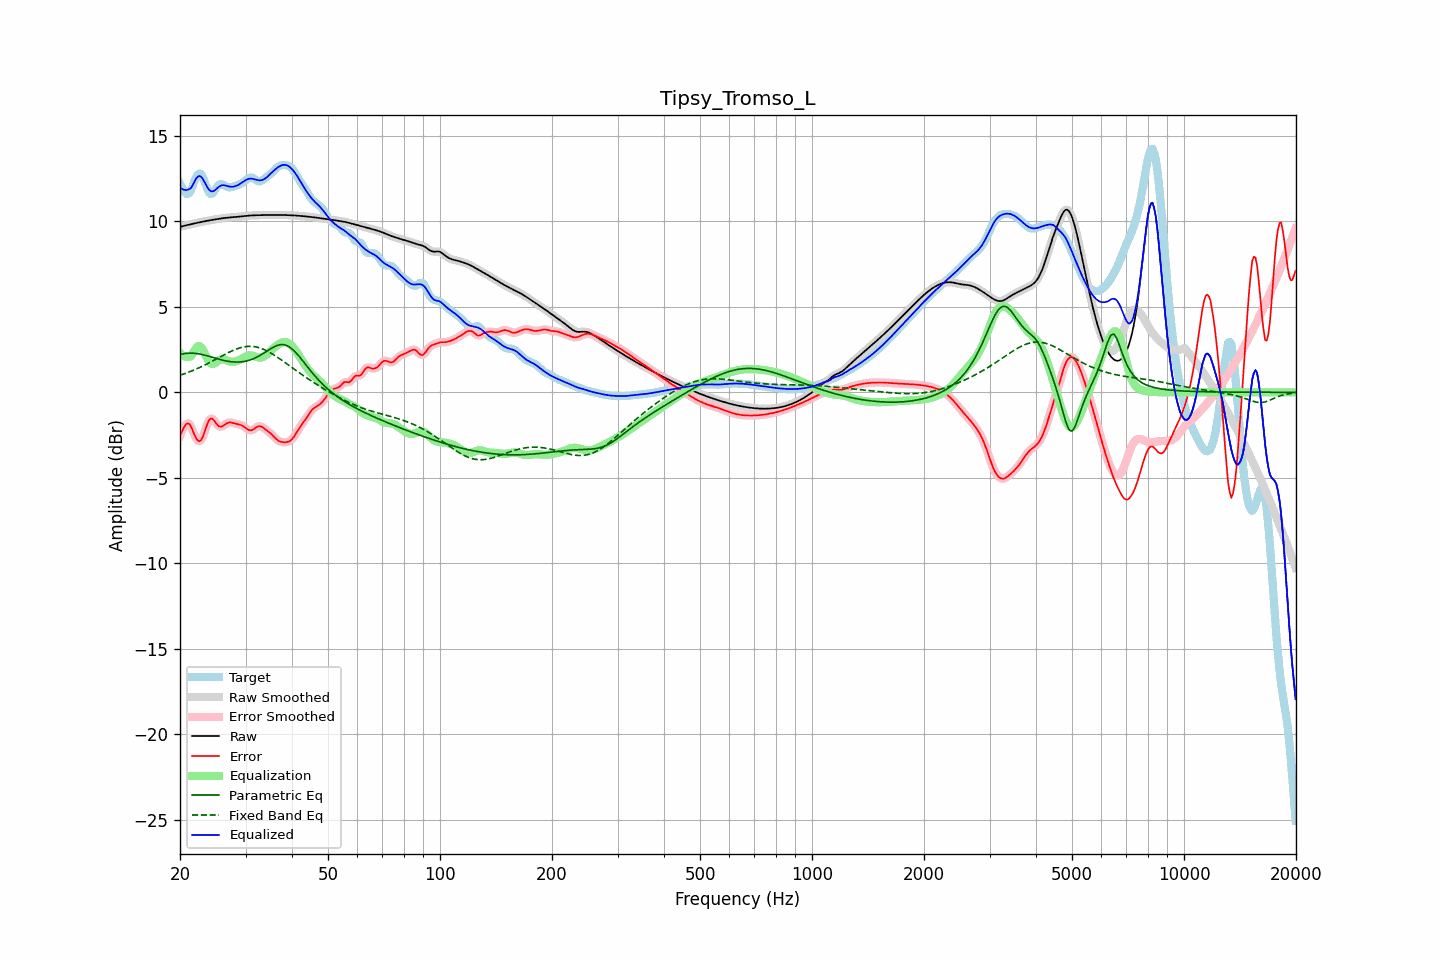 Tipsy_Tromso_L
Amplitude (dBr)
15
10
5
0
−5
−10
−15
−20
−25
Target
Raw Smoothed
Error Smoothed
Raw
Error
Equalization
Parametric Eq
Fixed Band Eq
Equalized
20 50 100 200 500 1000 2000 5000 10000 20000
Frequency (Hz)